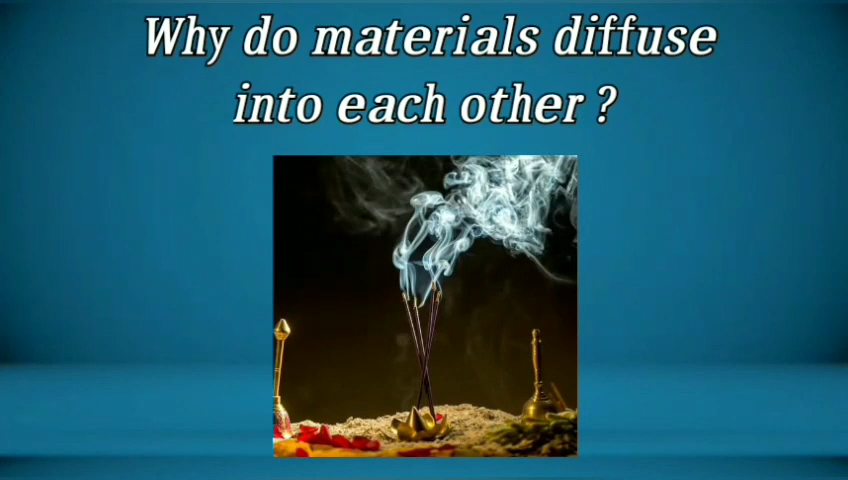 Why do materials diffuse
into each other ?